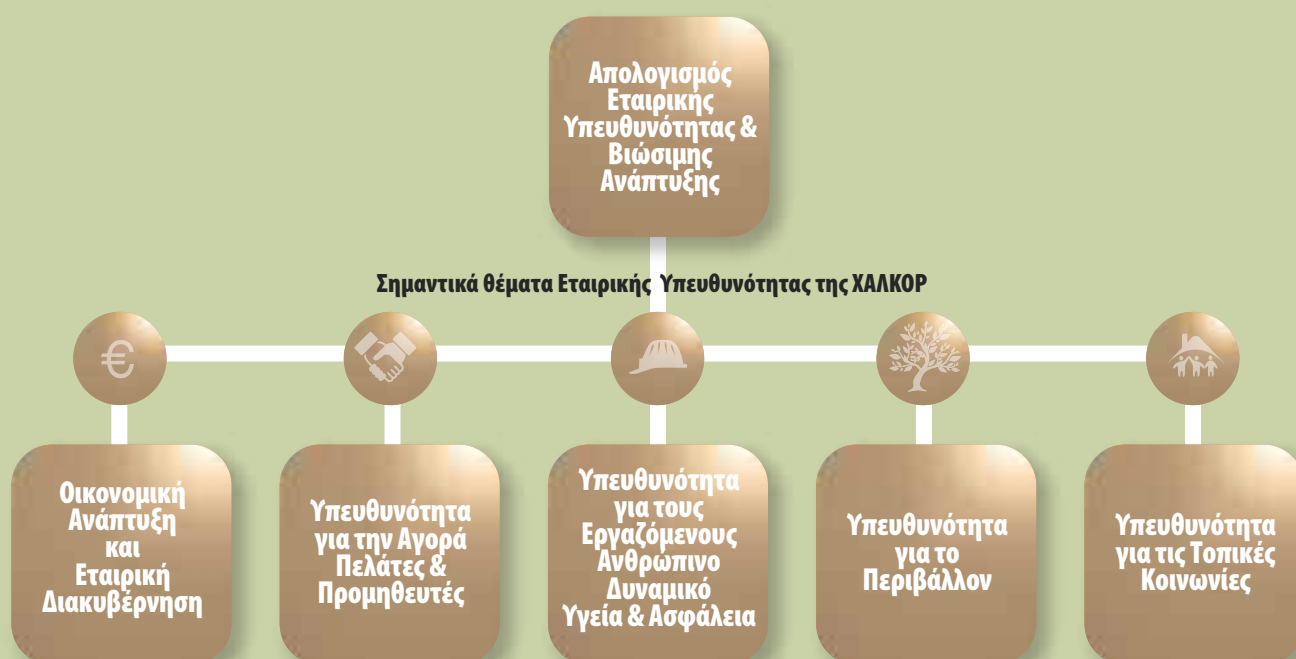 Απολογισμός
Εταιρικής
Υπευθυνότητας &
Βιώσιμης
Ανάπτυξης
Σημαντικά θέματα Εταιρικής Υπευθυνότητας της ΧΑΛΚΟΡ
€
Οικονομική
Ανάπτυξη
και
Εταιρική
Διακυβέρνηση
Υπευθυνότητα
για την Αγορά
Πελάτες &
Προμηθευτές
Υπευθυνότητα
για τους
Εργαζόμενους
Ανθρώπινο
Δυναμικό
Υγεία & Ασφάλεια
Υπευθυνότητα
για το
Περιβάλλον
Υπευθυνότητα
για τις Τοπικές
Κοινωνίες